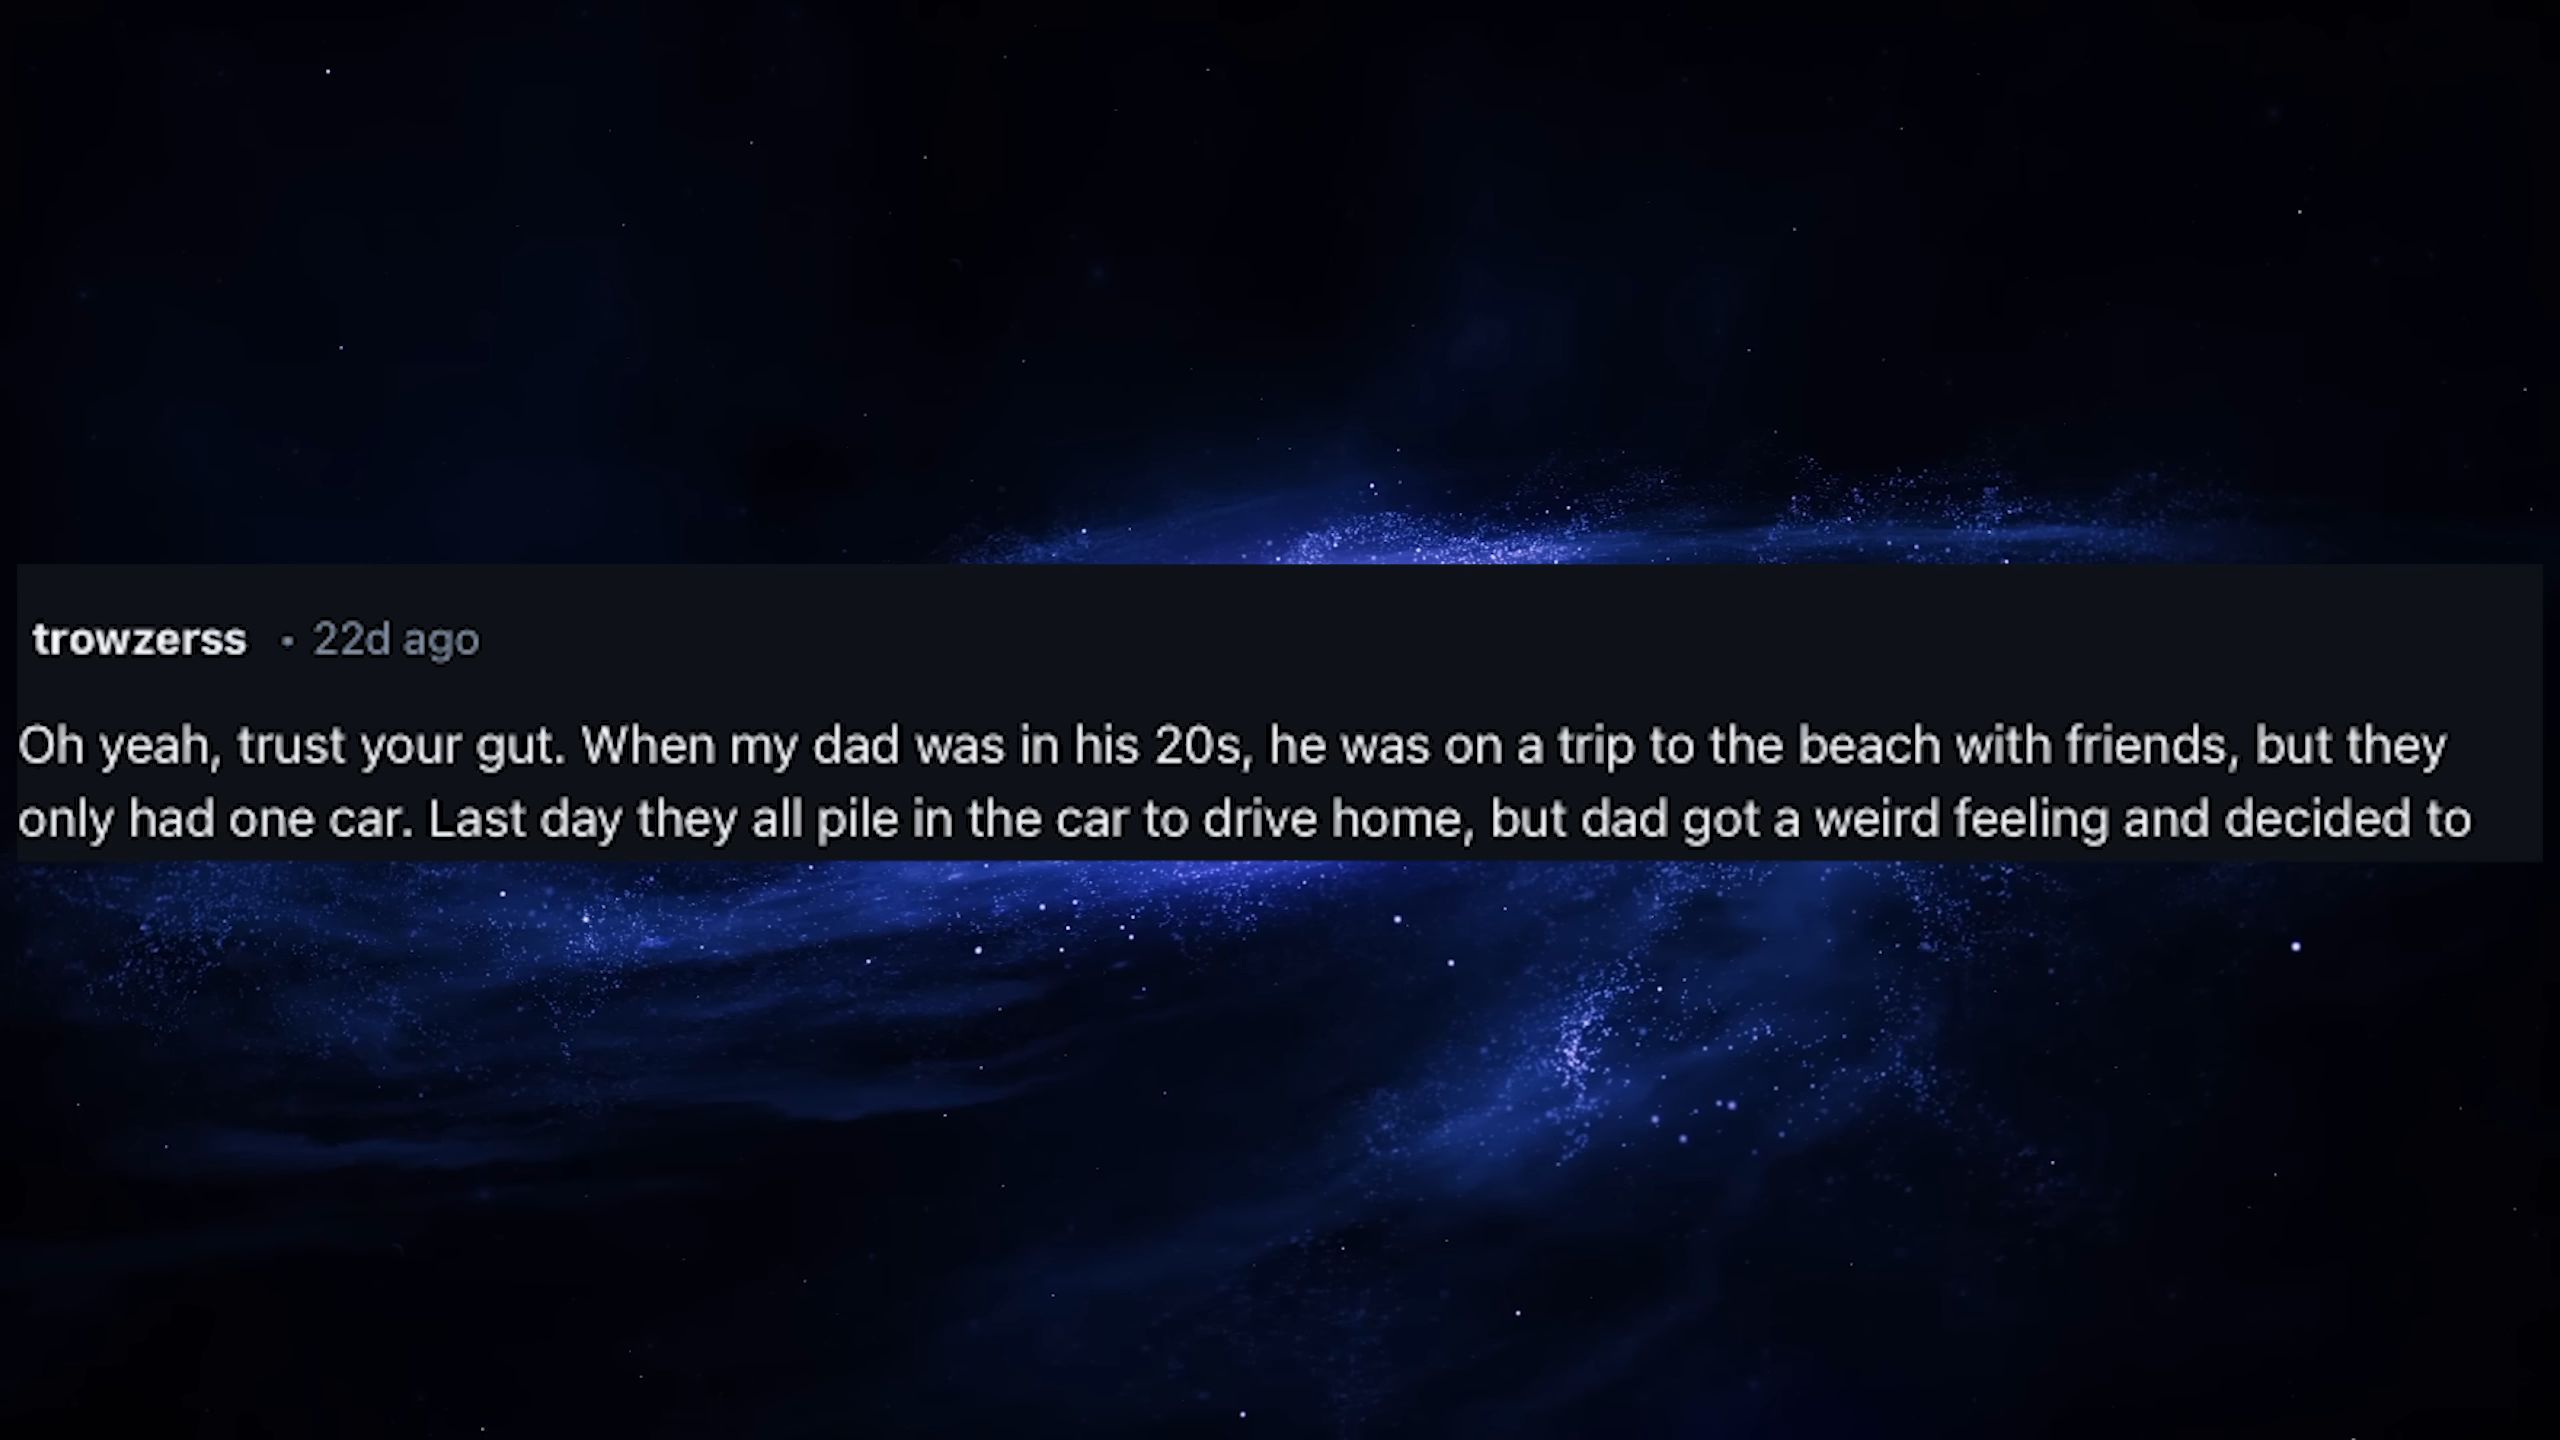 trowzerss • 22d ago
Oh yeah, trust your gut. When my dad was in his 20s, he was on a trip to the beach with friends, but they
only had one car. Last day they all pile in the car to drive home, but dad got a weird feeling and decided to